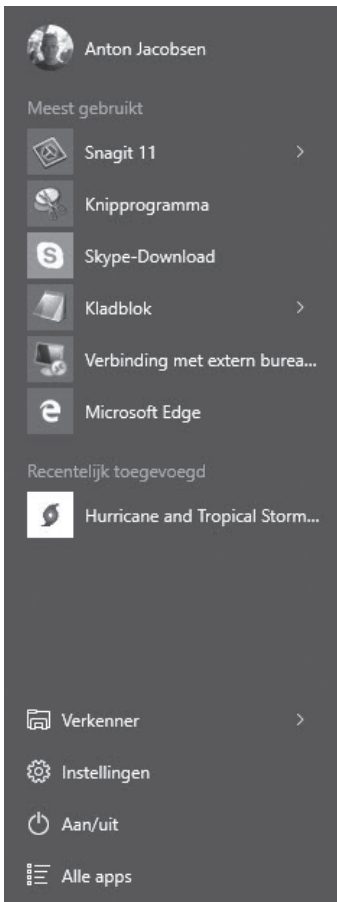 Anton Jacobsen
Meest gebruikt
Snagit 11
Knipprogramma
Skype-Download
Kladblok
Verbinding met extern burea...
Microsoft Edge
Recentelijk toegevoegd
Hurricane and Tropical Storm...
Verkenner
Instellingen
Aan/uit
Alle apps